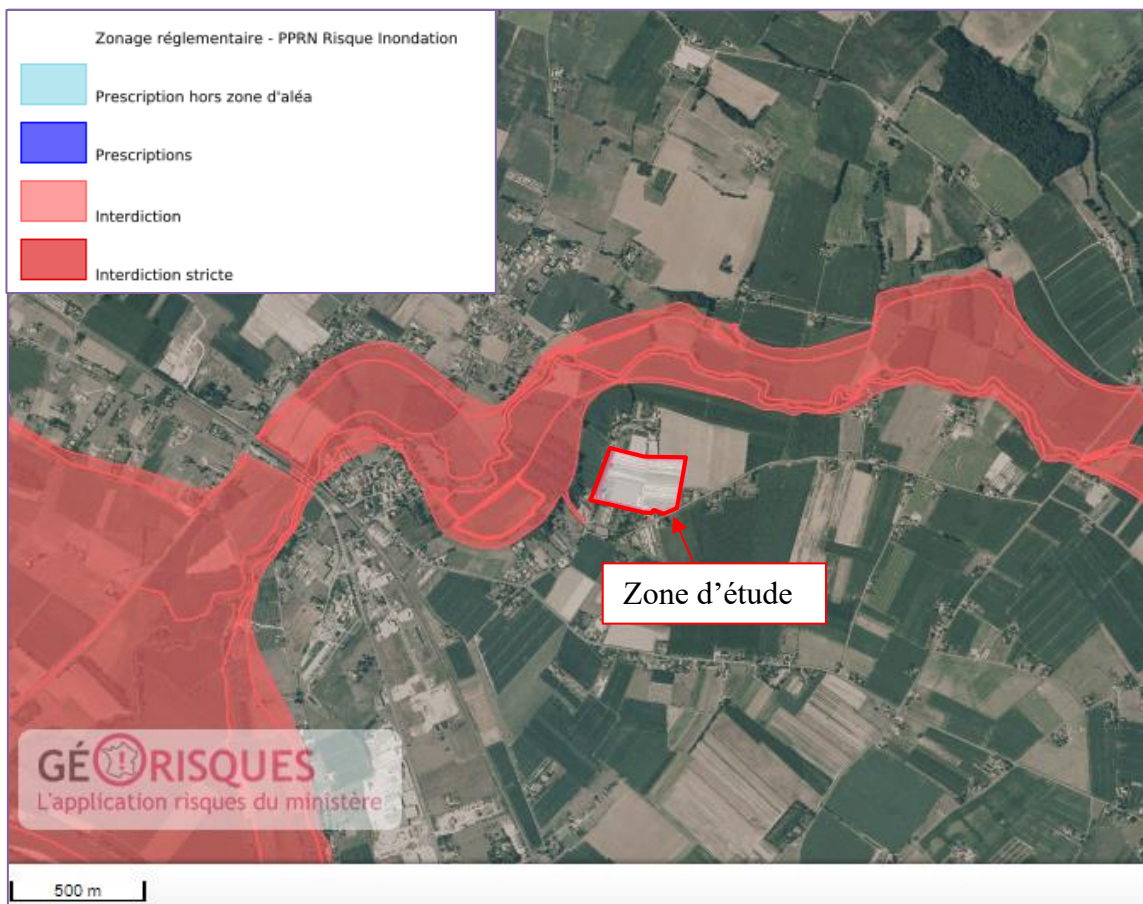 Zonage réglementaire - PPRN Risque Inondation
Prescription hors zone d'aléa
Prescriptions
Interdiction
Interdiction stricte
Zone d’étude
GÉORISQUES
L'application risques du ministère
500 m